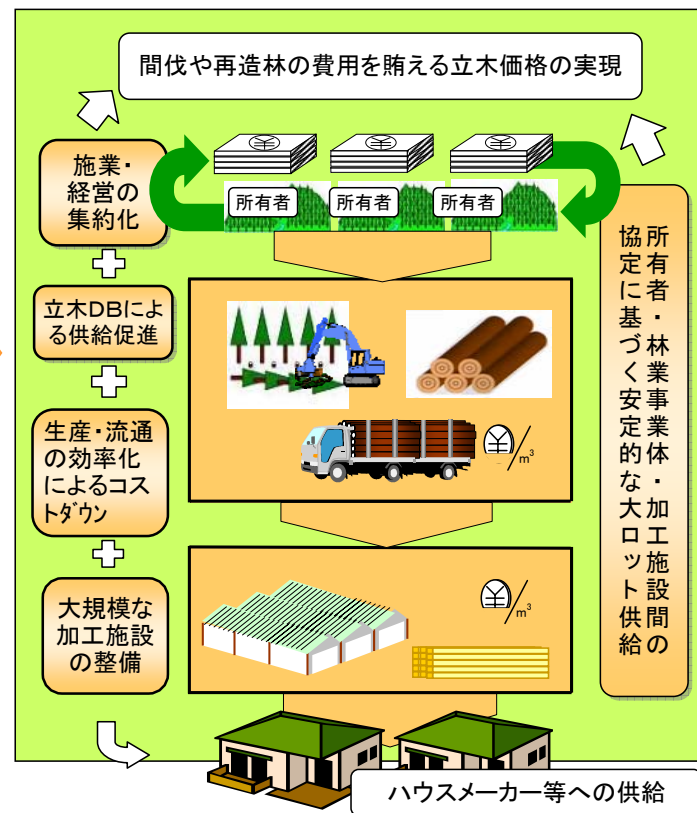 間伐や再造林の費用を賄える立木価格の実現
施業・
経営の
集約化
所有者
所有者
所有者
立木DBによ
る供給促進
生産・流通
の効率化
によるコス
トダウン
大規模な
加工施設
の整備
¥
¥
¥
¥/m³
¥/m³
所有者・林業事業体・加工施設間の
協定に基づく安定的な大ロット供給
ハウスメーカー等への供給